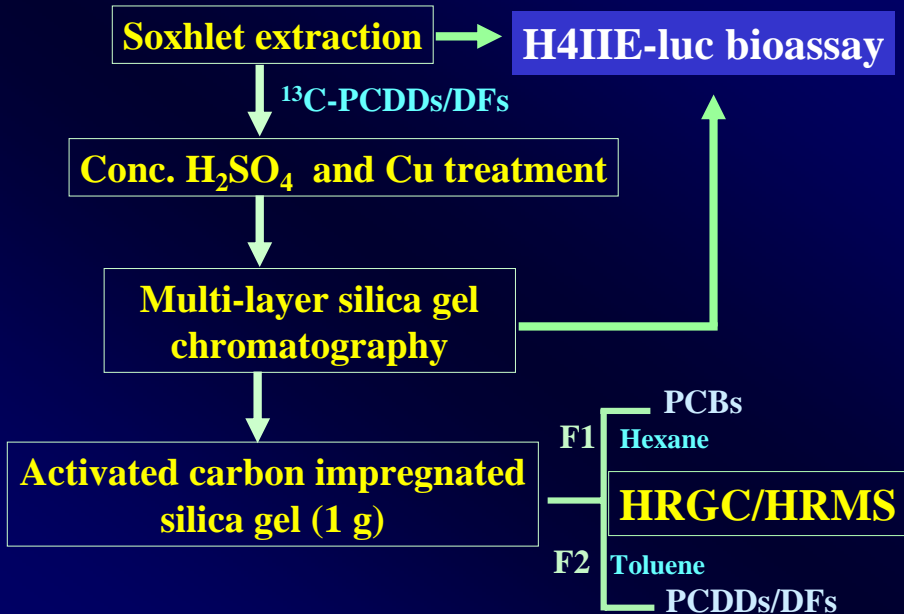 Soxhlet extraction
H4IIE-luc bioassay
¹³C-PCDDs/DFs
Conc. H₂SO₄ and Cu treatment
Multi-layer silica gel
chromatography
PCBs
F1 Hexane
Activated carbon impregnated
silica gel (1 g)
HRGC/HRMS
F2 Toluene
PCDDs/DFs